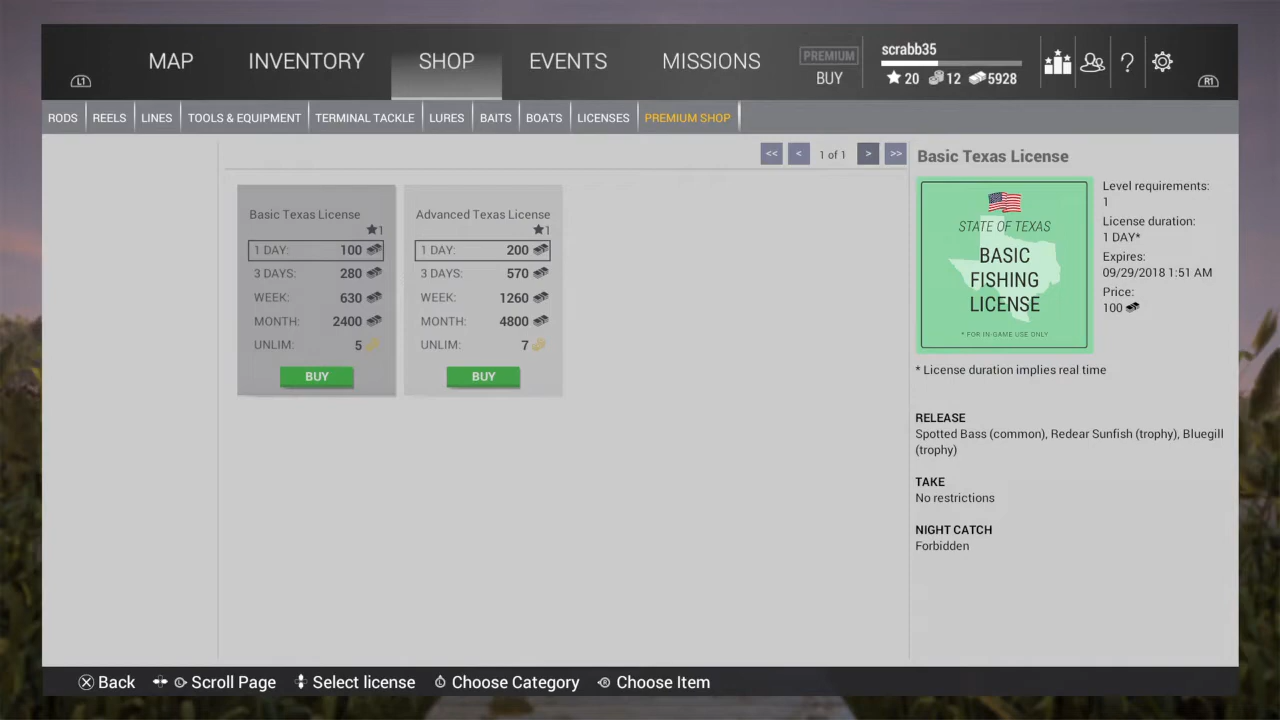 L1
MAP
INVENTORY
SHOP
EVENTS
MISSIONS
PREMIUM
BUY
scrabb35
20 12 5928
R1
RODS
REELS
LINES
TOOLS & EQUIPMENT
TERMINAL TACKLE
LURES
BAITS
BOATS
LICENSES
PREMIUM SHOP
<< < 1 of 1 > >>
Basic Texas License
1
1 DAY: 100
3 DAYS: 280
WEEK: 630
MONTH: 2400
UNLIM: 5
BUY
Advanced Texas License
1
1 DAY: 200
3 DAYS: 570
WEEK: 1260
MONTH: 4800
UNLIM: 7
BUY
Basic Texas License
STATE OF TEXAS
BASIC
FISHING
LICENSE
* FOR IN-GAME USE ONLY
Level requirements:
1
License duration:
1 DAY*
Expires:
09/29/2018 1:51 AM
Price:
100
* License duration implies real time
RELEASE
Spotted Bass (common), Redear Sunfish (trophy), Bluegill
(trophy)
TAKE
No restrictions
NIGHT CATCH
Forbidden
Back
Scroll Page
Select license
Choose Category
Choose Item